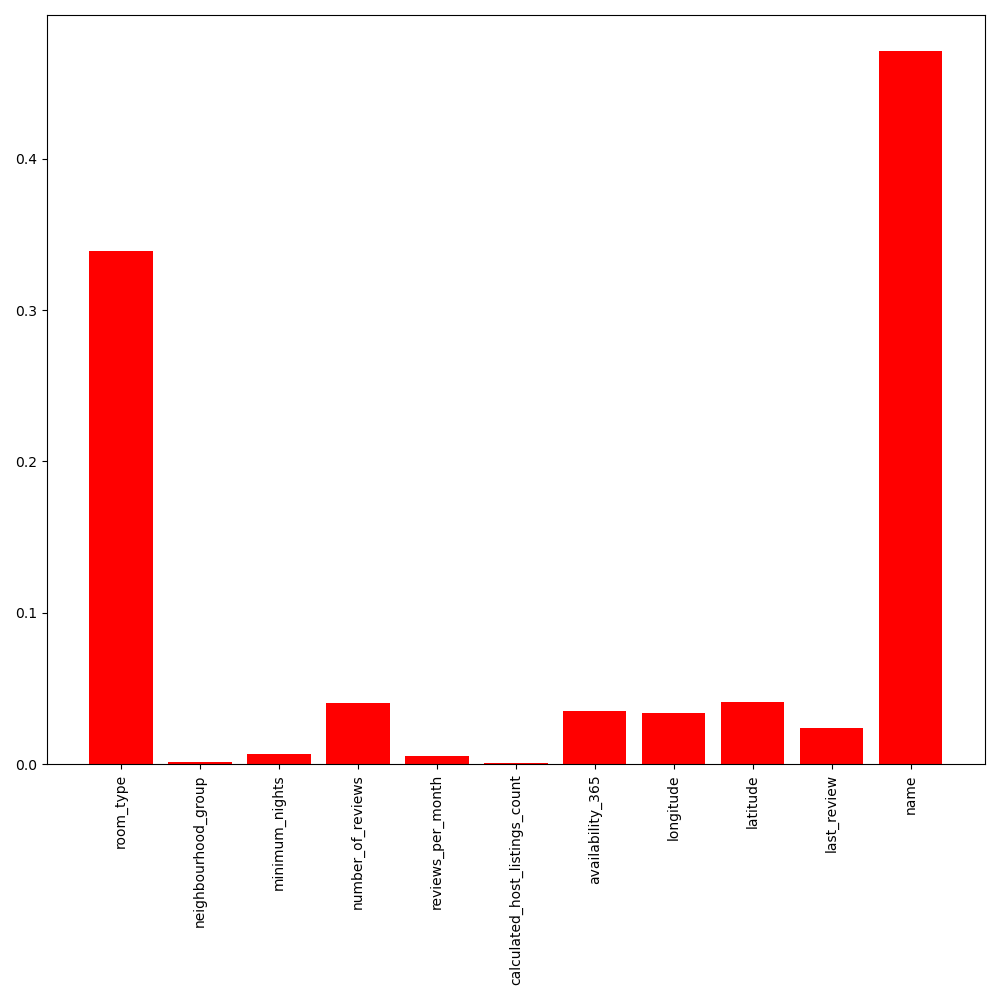 0.4
0.3
0.2
0.1
0.0
room_type
neighbourhood_group
minimum_nights
number_of_reviews
reviews_per_month
calculated_host_listings_count
availability_365
longitude
latitude
last_review
name